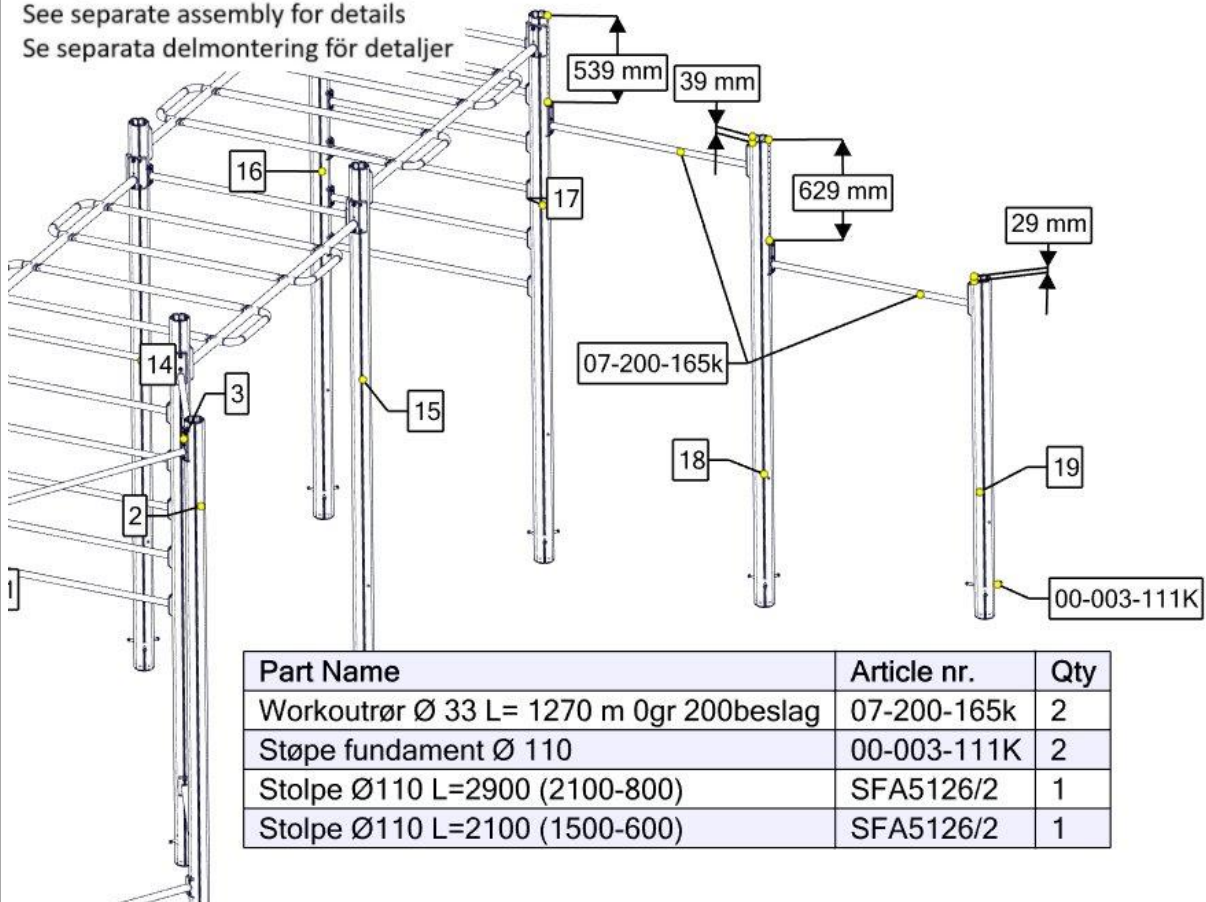 See separate assembly for details
Se separata delmontering för detaljer
539 mm
39 mm
629 mm
29 mm
16
17
07-200-165k
14
3
15
18
19
2
00-003-111K
Part Name Article nr. Qty
Workoutrør Ø 33 L= 1270 m 0gr 200beslag 07-200-165k 2
Støpe fundament Ø 110 00-003-111K 2
Stolpe Ø110 L=2900 (2100-800) SFA5126/2 1
Stolpe Ø110 L=2100 (1500-600) SFA5126/2 1